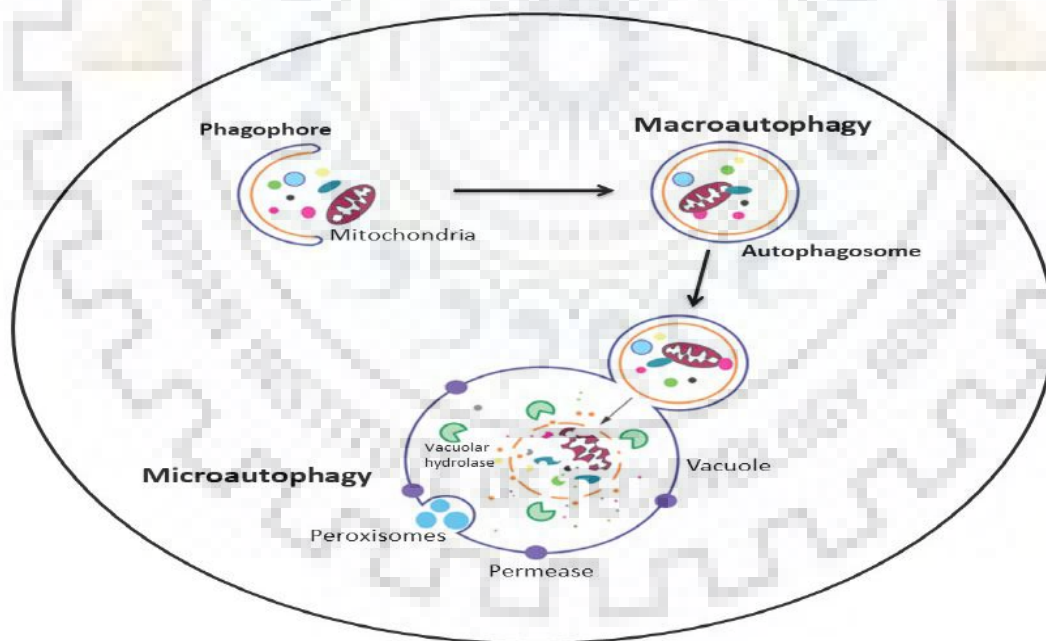 Phagophore
Macroautophagy
Mitochondria
Autophagosome
Vacuolar
hydrolase
Vacuole
Microautophagy
Peroxisomes
Permease